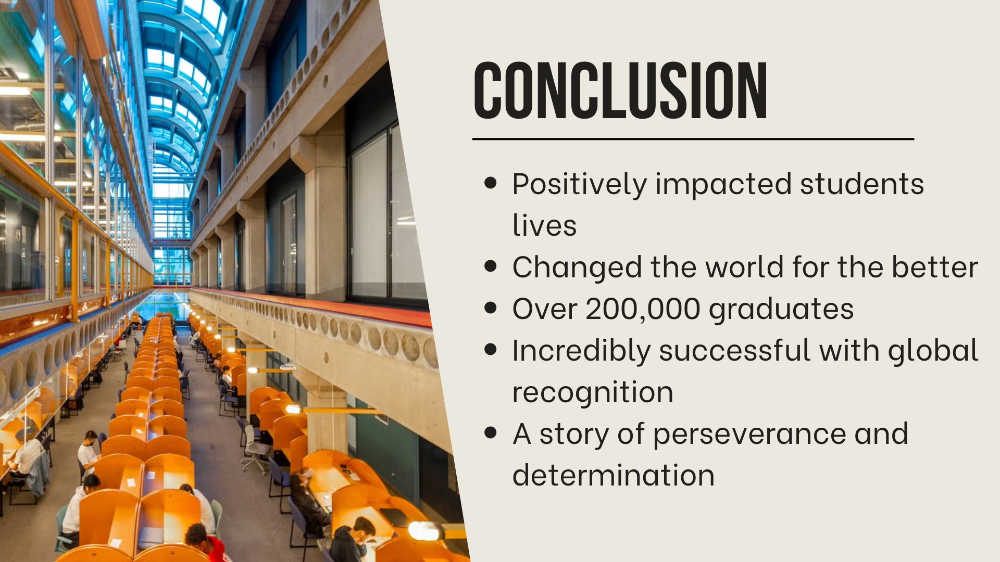 CONCLUSION
• Positively impacted students
lives
• Changed the world for the better
• Over 200,000 graduates
• Incredibly successful with global
recognition
• A story of perseverance and
determination